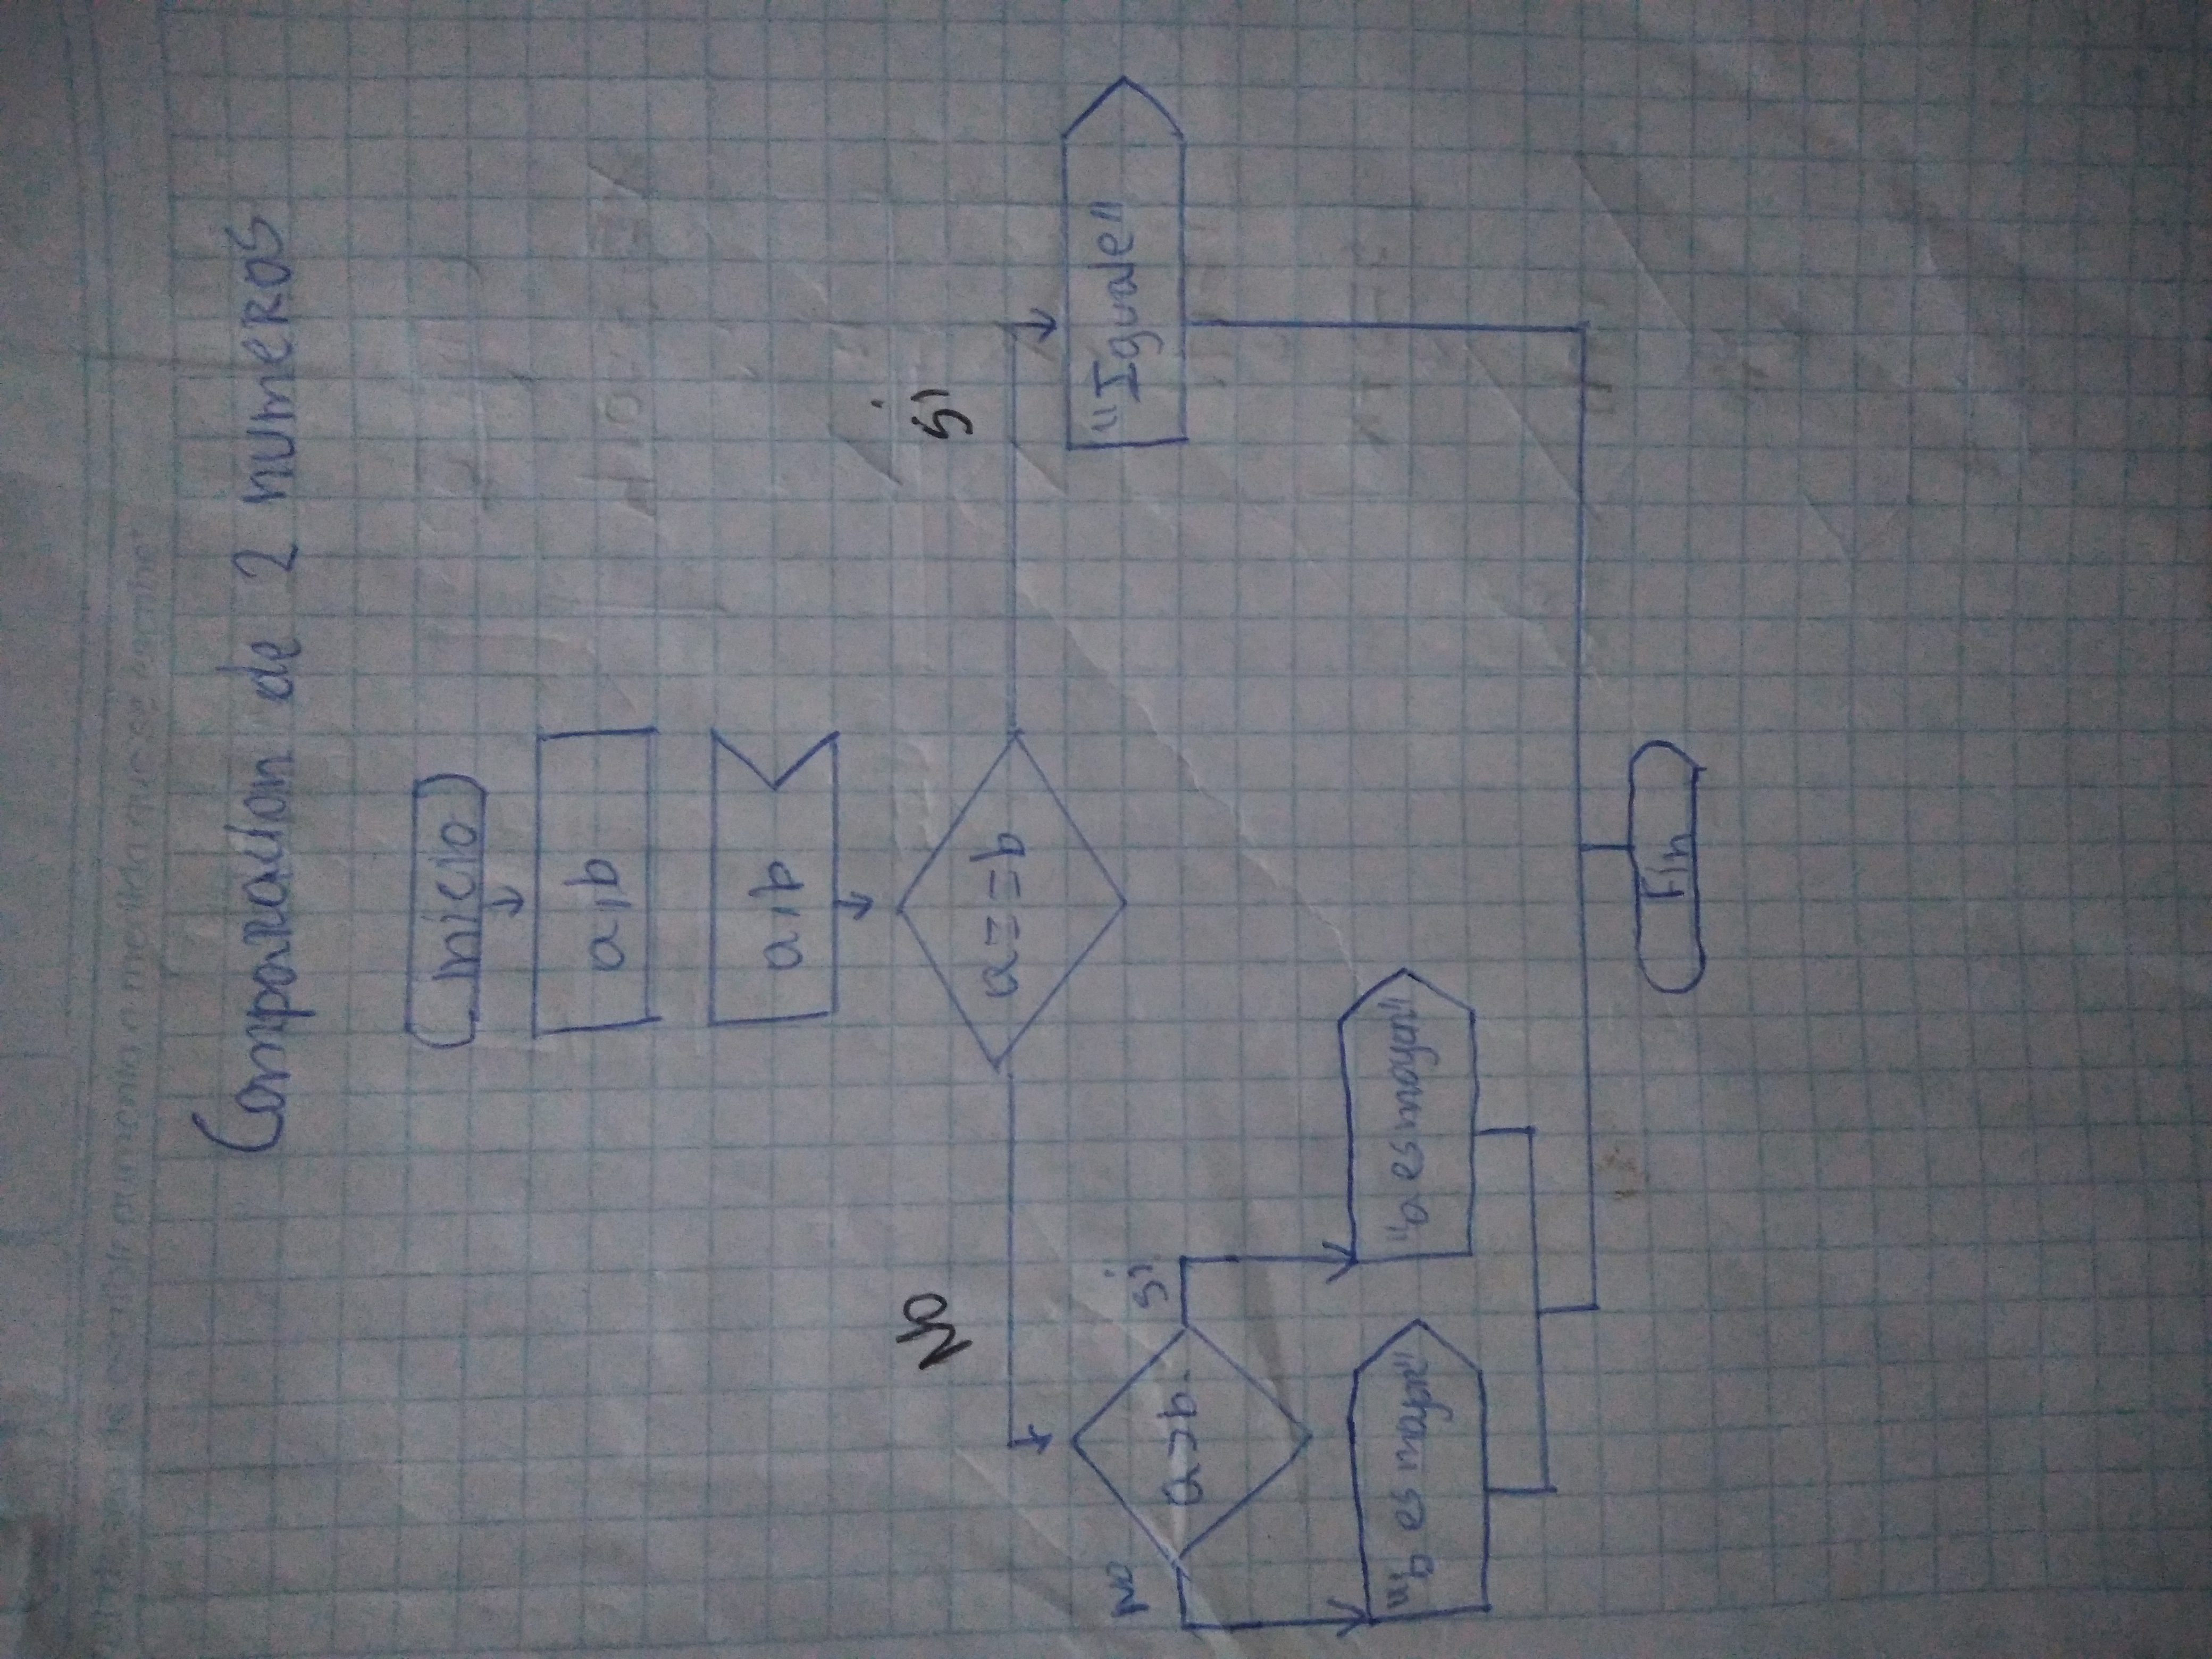 Comparacion de 2 numeros
inicio
a,b
a,b
No
si
a==b
No
si
a>b
"Iguale"
"b es mayor"
"a es mayor"
Fin